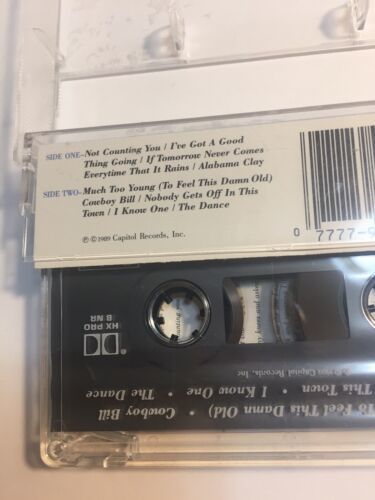 SIDE ONE–Not Counting You / I've Got A Good
Thing Going / If Tomorrow Never Comes
Everytime That It Rains / Alabama Clay
SIDE TWO–Much Too Young (To Feel This Damn Old)
Cowboy Bill / Nobody Gets Off In This
Town / I Know One / The Dance
℗ © 1989 Capitol Records, Inc.
0 7777-
HX PRO
B NR
Capitol Records, Inc
To Feel This Damn Old) • Cowboy Bill
This Town • I Know One • The Dance